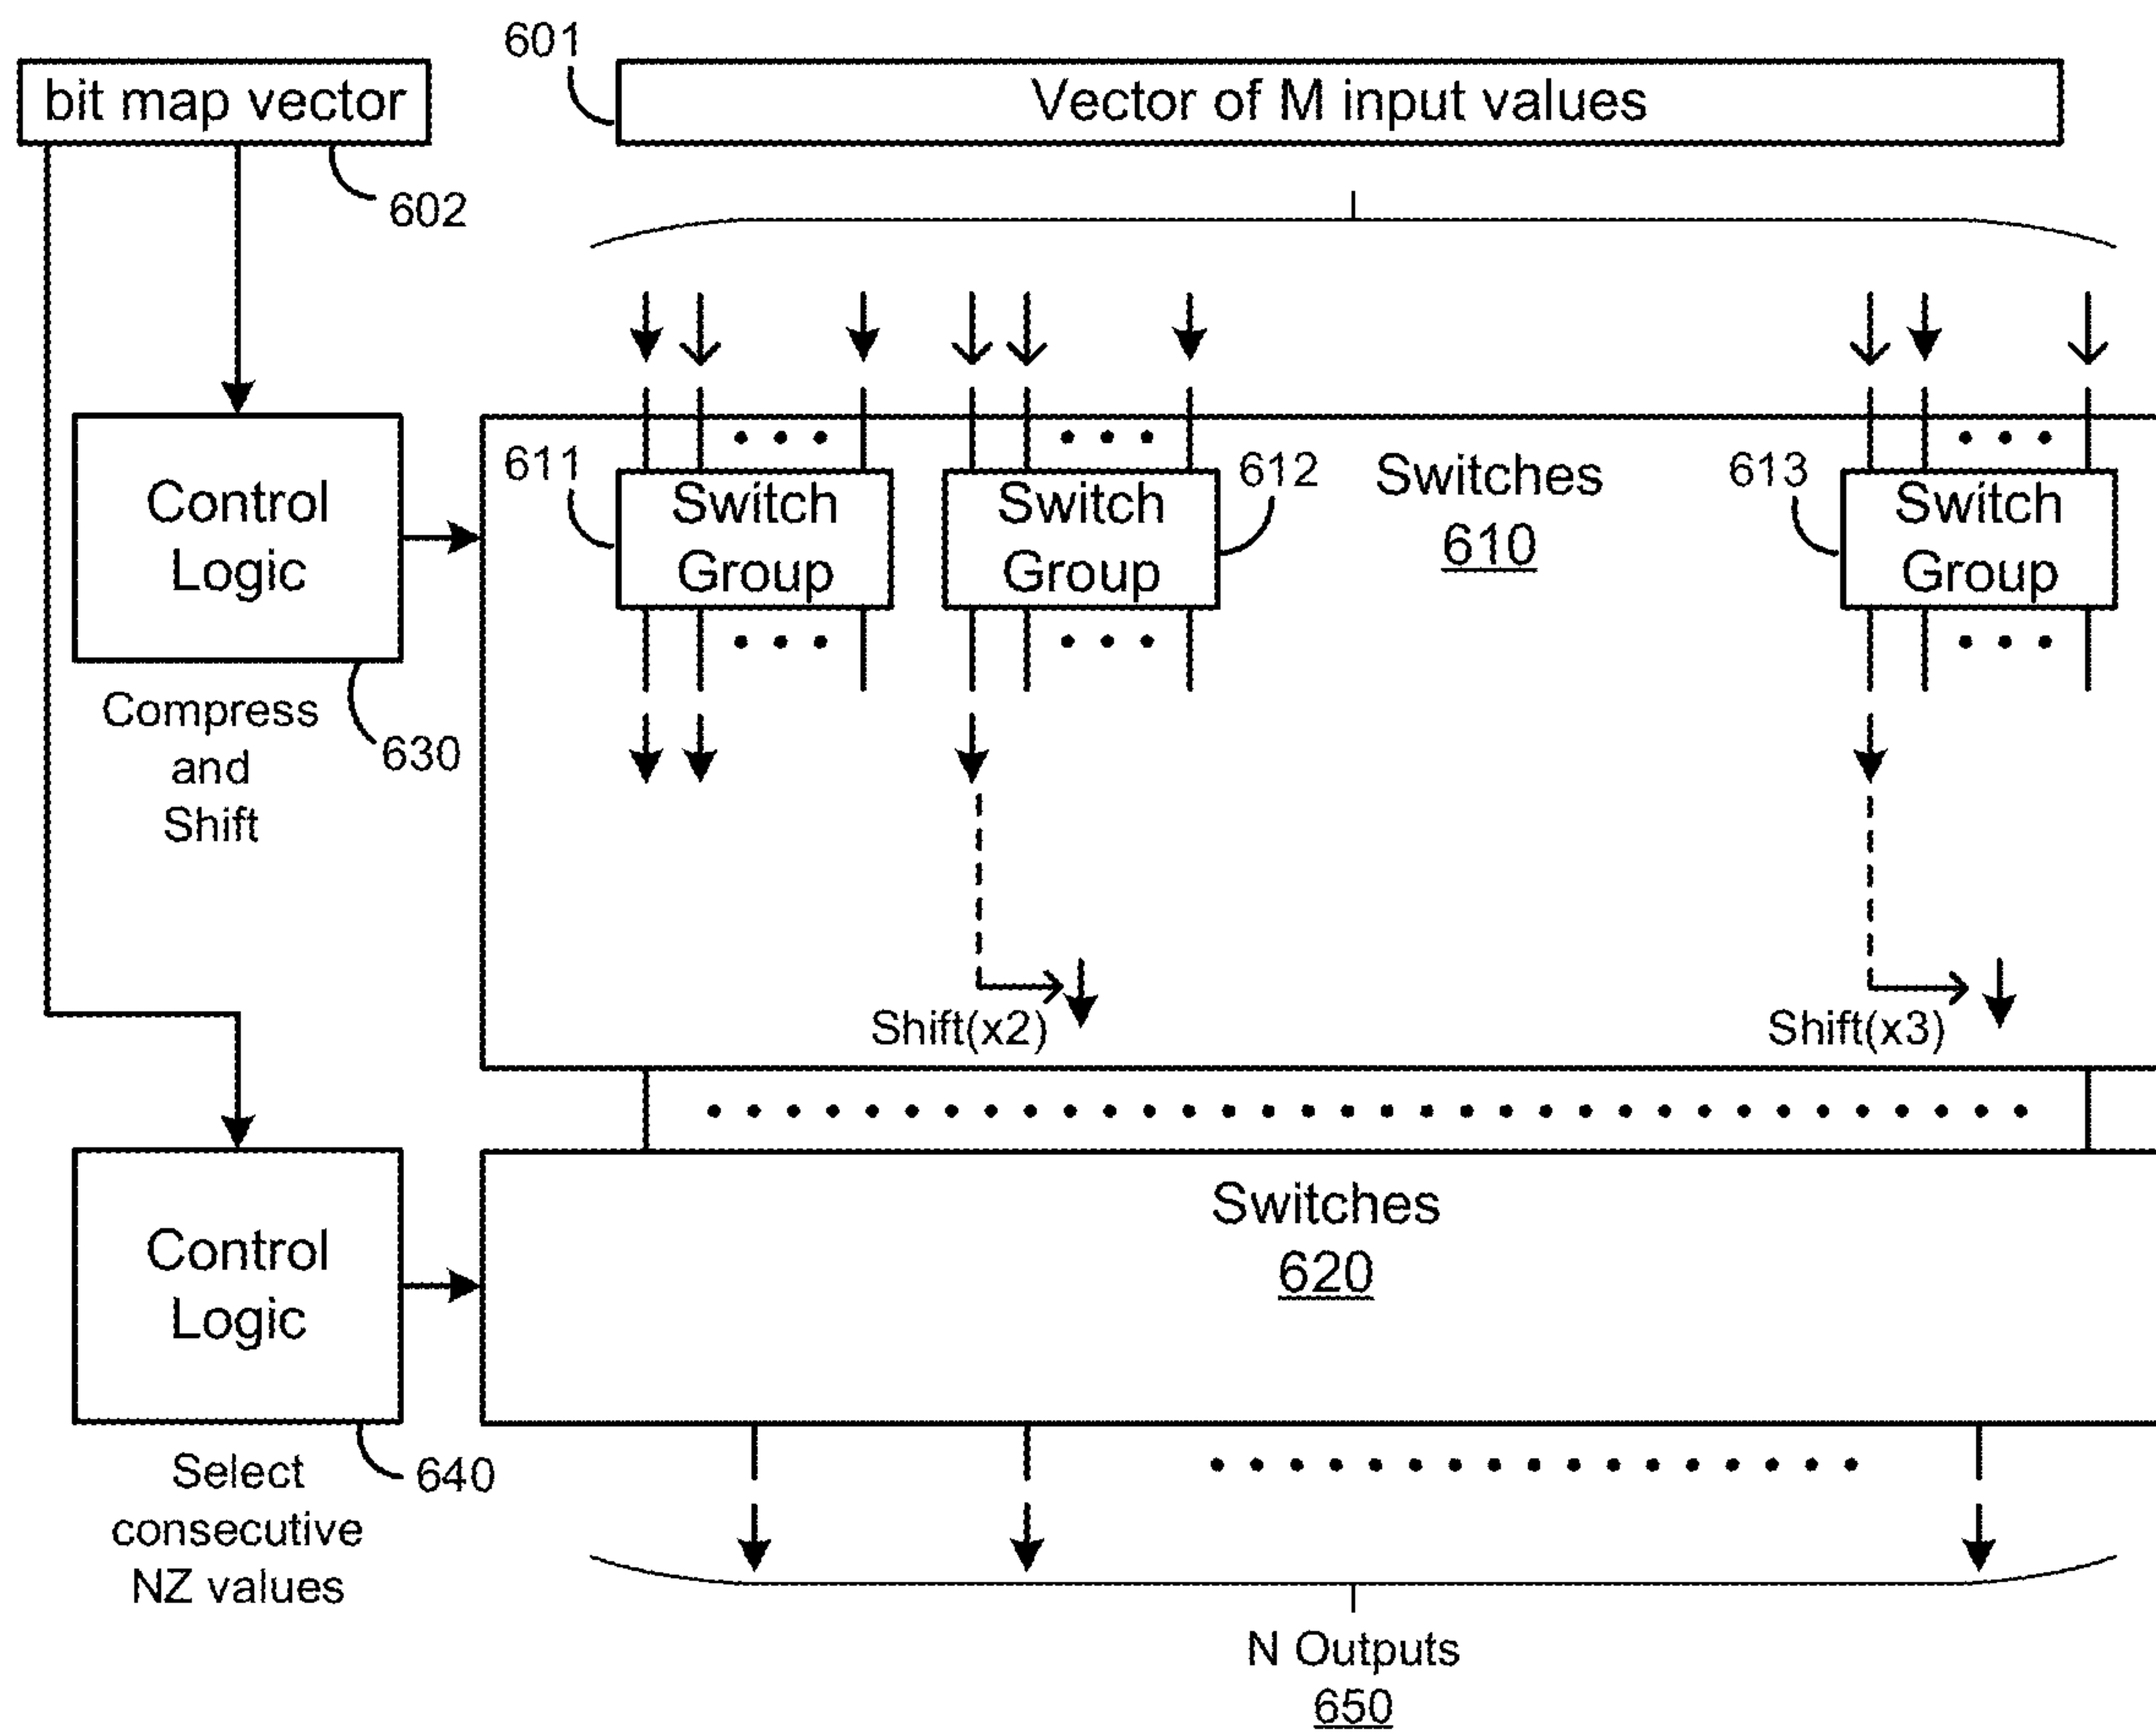 601
bit map vector
Vector of M input values
602
611
Switch
Group
Switch
Group
612
Switches
610
613
Switch
Group
Control
Logic
630
Compress
and
Shift
Shift(x2)
Shift(x3)
Control
Logic
Switches
620
640
Select
consecutive
NZ values
N Outputs
650